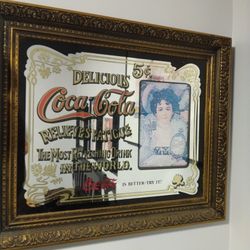 DELICIOUS 5¢
Coca-Cola
RELIEVES FATIGUE
THE MOST REFRESHING DRINK
IN THE WORLD.
IS BETTER-TRY IT!